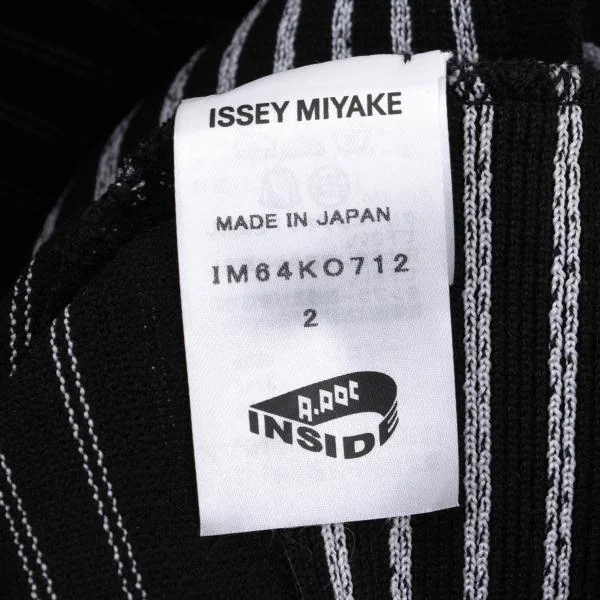 ISSEY MIYAKE
MADE IN JAPAN
IM64KO712
2
A.POC
INSIDE